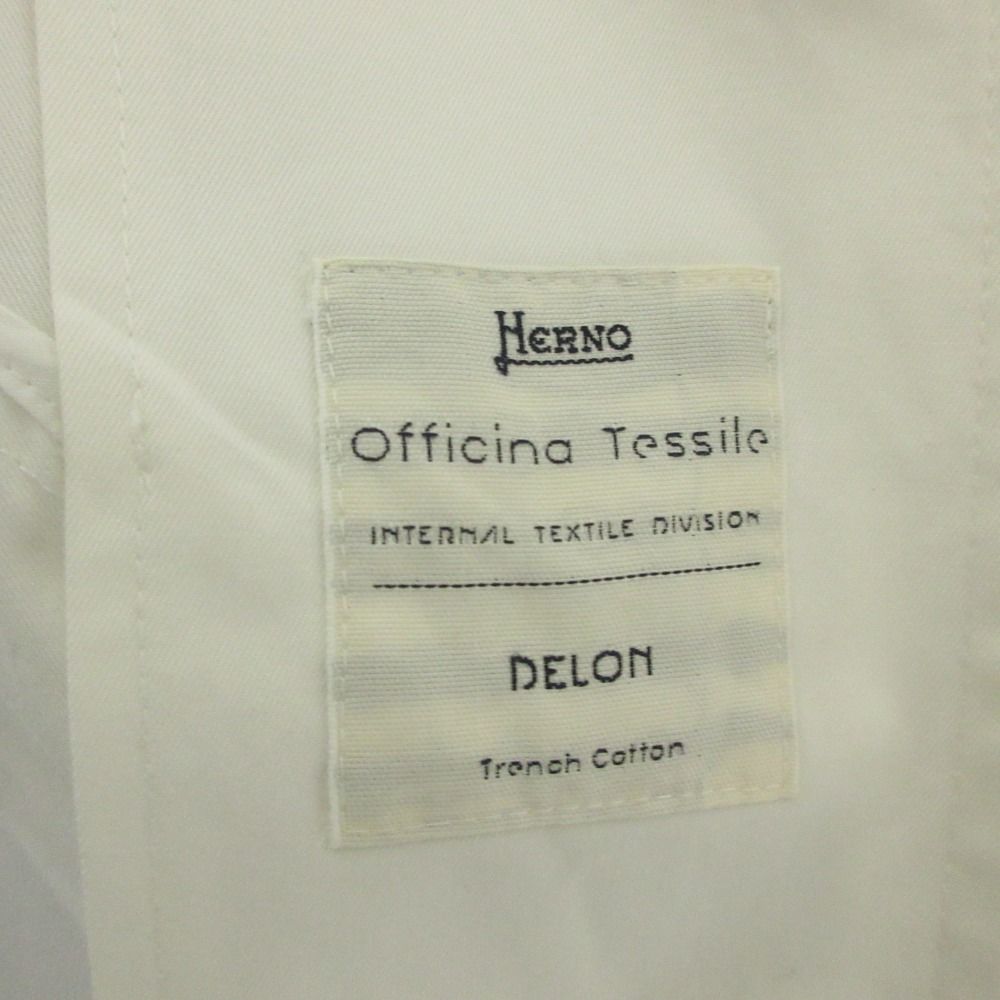 HERNO
Officina Tessile
INTERNAL TEXTILE DIVISION
DELON
Trench Cotton